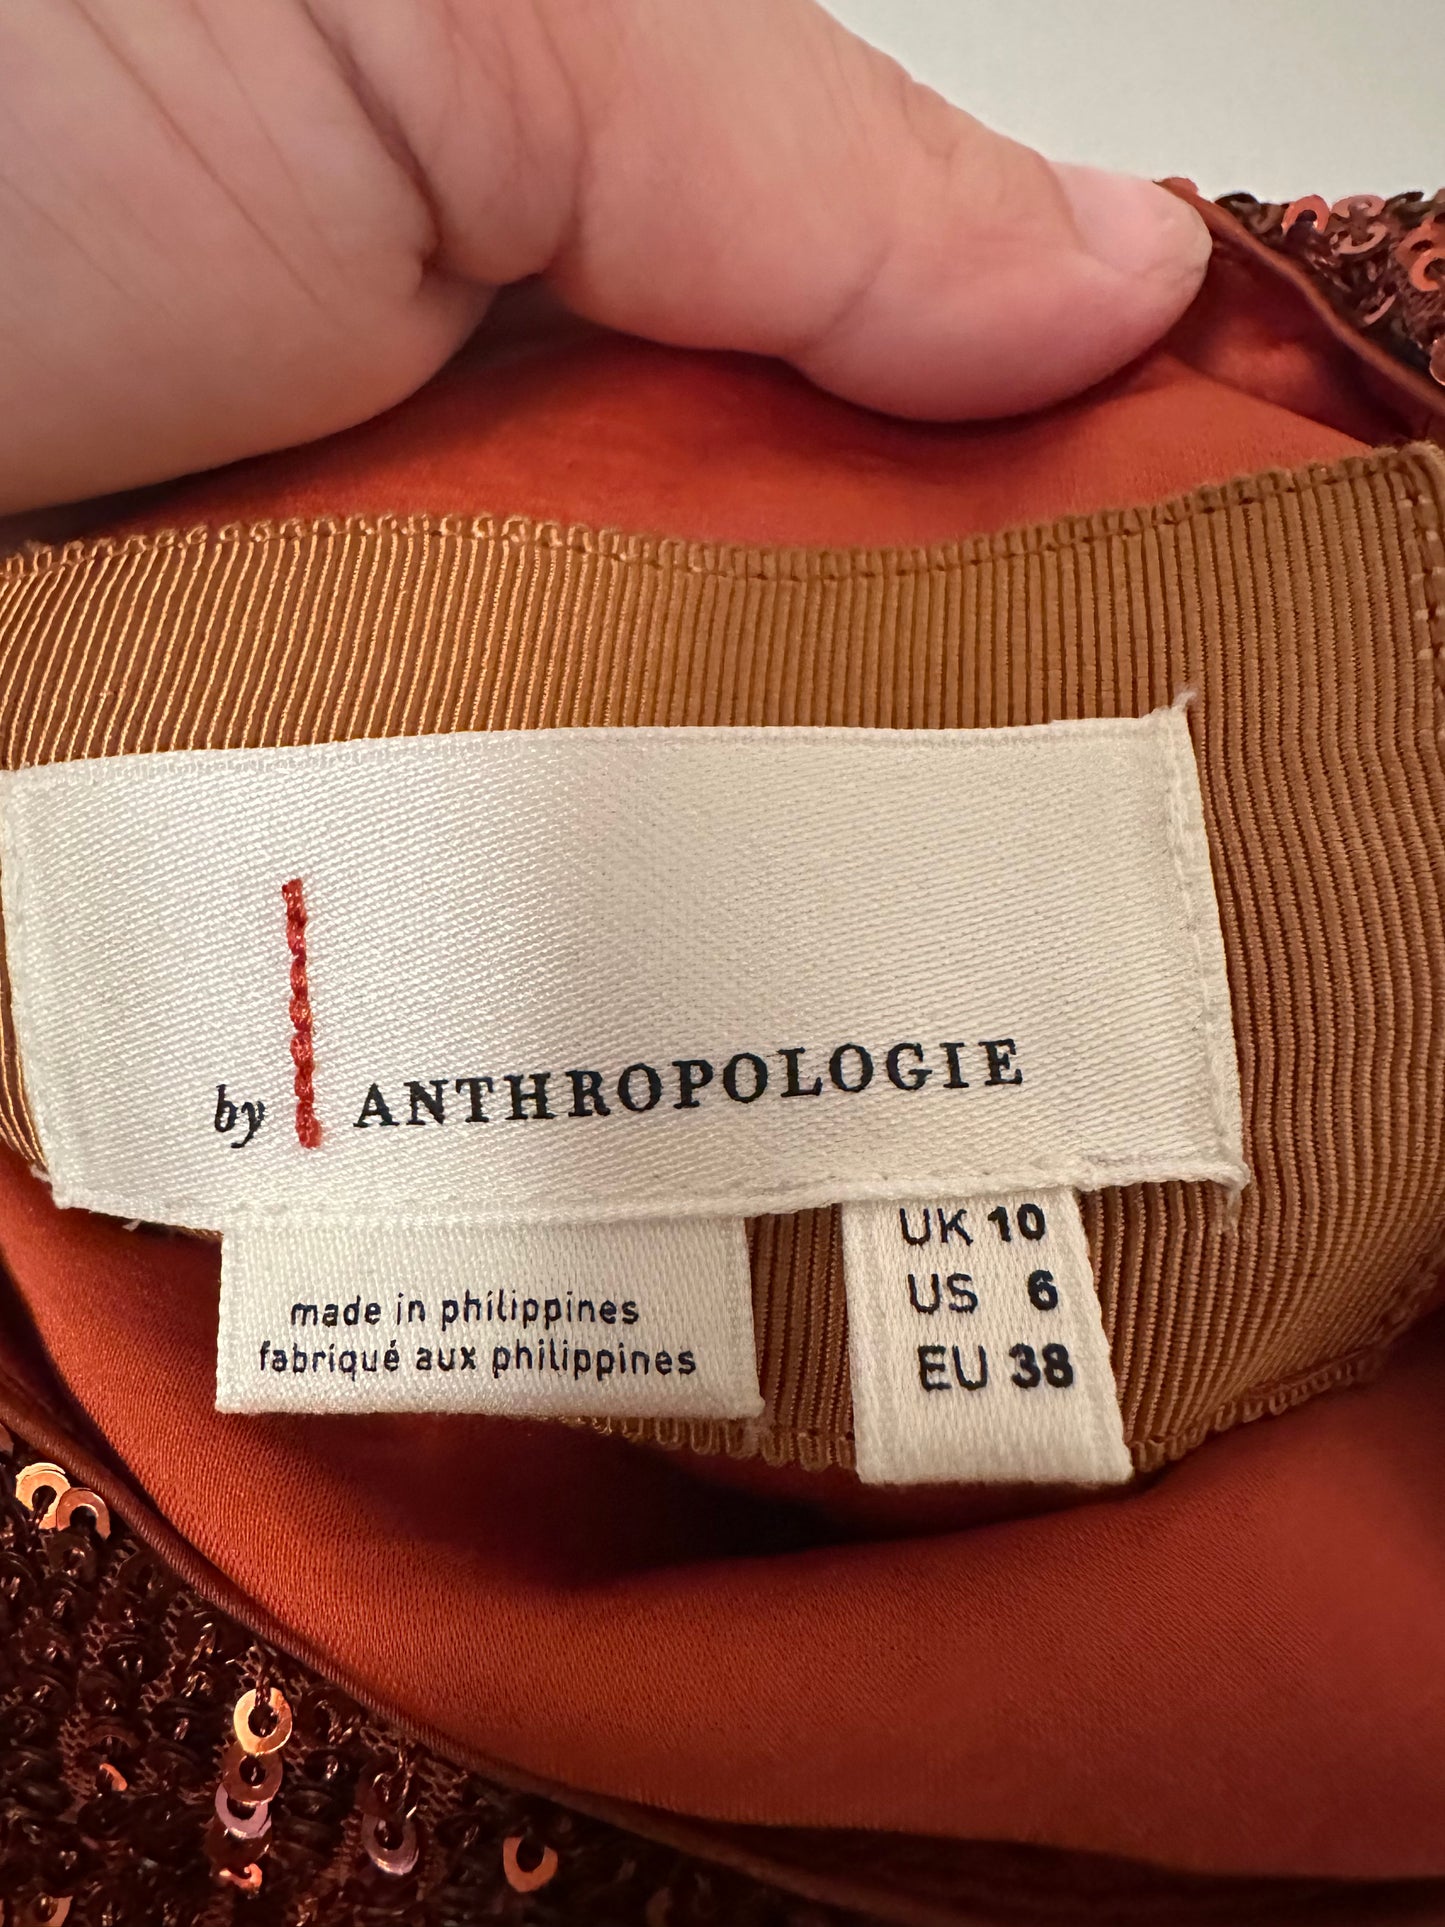 by ANTHROPOLOGIE
made in philippines
fabriqué aux philippines
UK 10
US 6
EU 38